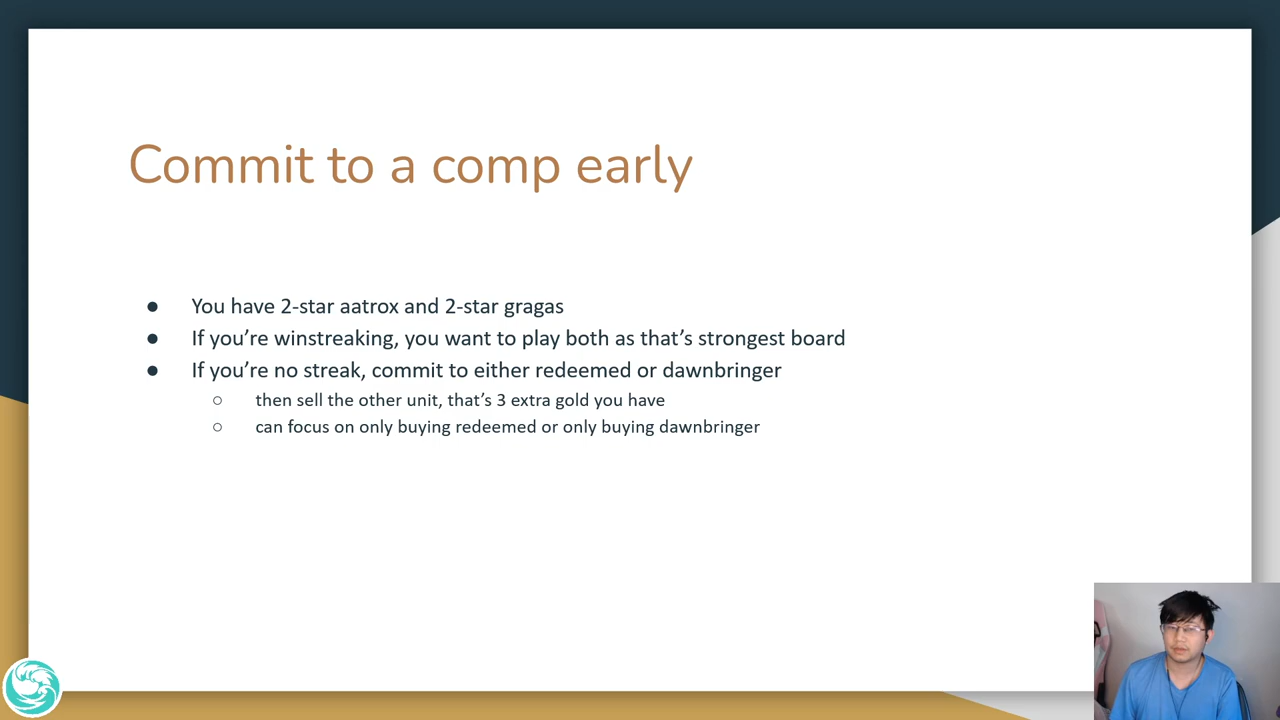 Commit to a comp early
● You have 2-star aatrox and 2-star gragas
● If you’re winstreaking, you want to play both as that’s strongest board
● If you’re no streak, commit to either redeemed or dawnbringer
○ then sell the other unit, that’s 3 extra gold you have
○ can focus on only buying redeemed or only buying dawnbringer